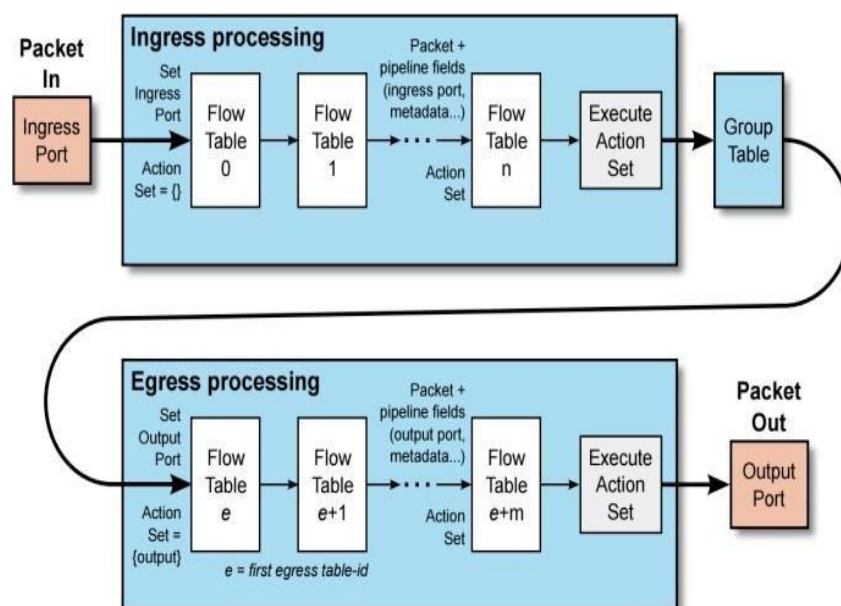 Ingress processing
Packet
In
Ingress
Port
Set
Ingress
Port
Action
Set = {}
Flow
Table
0
Flow
Table
1
Packet +
pipeline fields
(ingress port,
metadata...)
Action
Set
Flow
Table
n
Execute
Action
Set
Group
Table
Egress processing
Set
Output
Port
Action
Set =
{output}
Flow
Table
e
Flow
Table
e+1
e = first egress table-id
Packet +
pipeline fields
(output port,
metadata...)
Action
Set
Flow
Table
e+m
Execute
Action
Set
Packet
Out
Output
Port